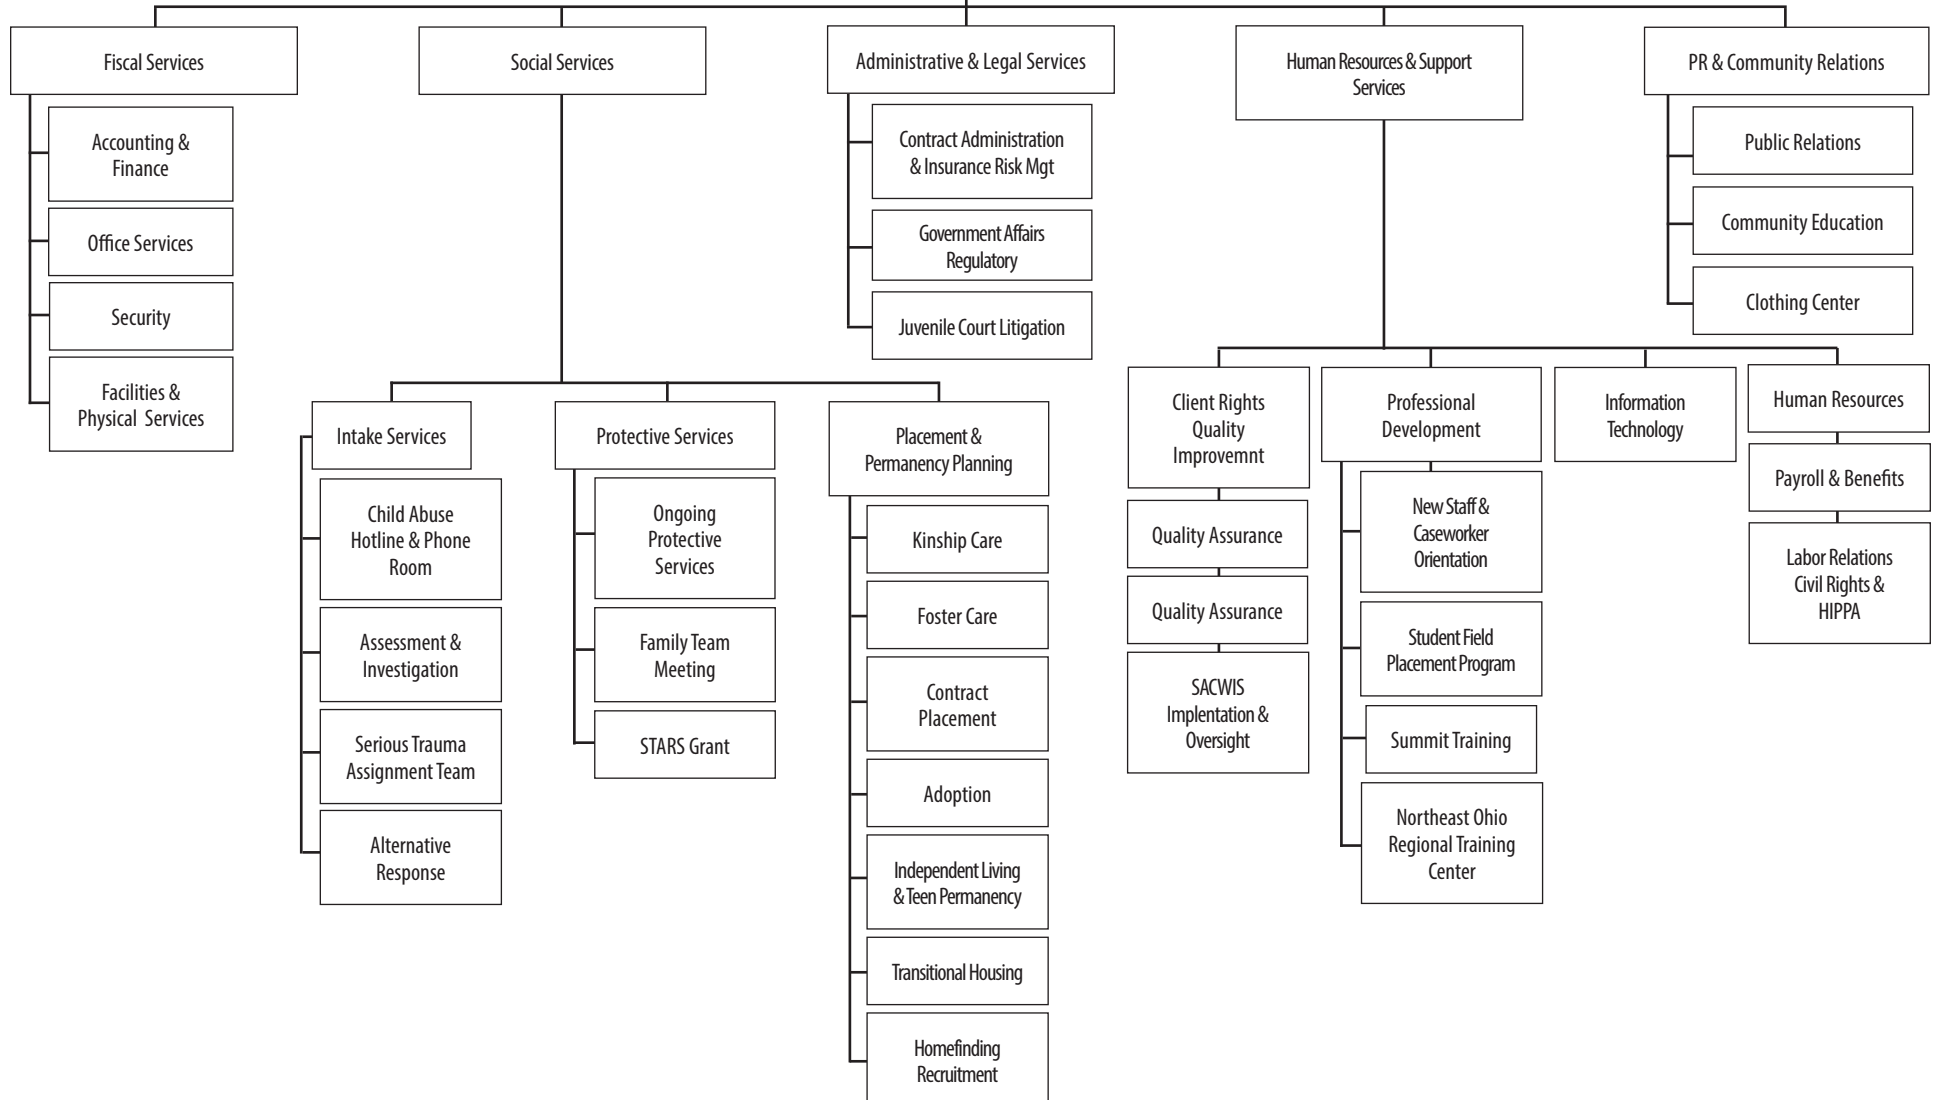 Fiscal Services
Social Services
Administrative & Legal Services
Human Resources & Support
Services
PR & Community Relations
Accounting &
Finance
Office Services
Security
Facilities &
Physical Services
Contract Administration
& Insurance Risk Mgt
Government Affairs
Regulatory
Juvenile Court Litigation
Public Relations
Community Education
Clothing Center
Intake Services
Child Abuse
Hotline & Phone
Room
Assessment &
Investigation
Serious Trauma
Assignment Team
Alternative
Response
Protective Services
Ongoing
Protective
Services
Family Team
Meeting
STARS Grant
Placement &
Permanency Planning
Kinship Care
Foster Care
Contract
Placement
Adoption
Independent Living
& Teen Permanency
Transitional Housing
Homefinding
Recruitment
Client Rights
Quality
Improvemnt
Quality Assurance
Quality Assurance
SACWIS
Implentation &
Oversight
Professional
Development
New Staff &
Caseworker
Orientation
Student Field
Placement Program
Summit Training
Northeast Ohio
Regional Training
Center
Information
Technology
Human Resources
Payroll & Benefits
Labor Relations
Civil Rights &
HIPPA